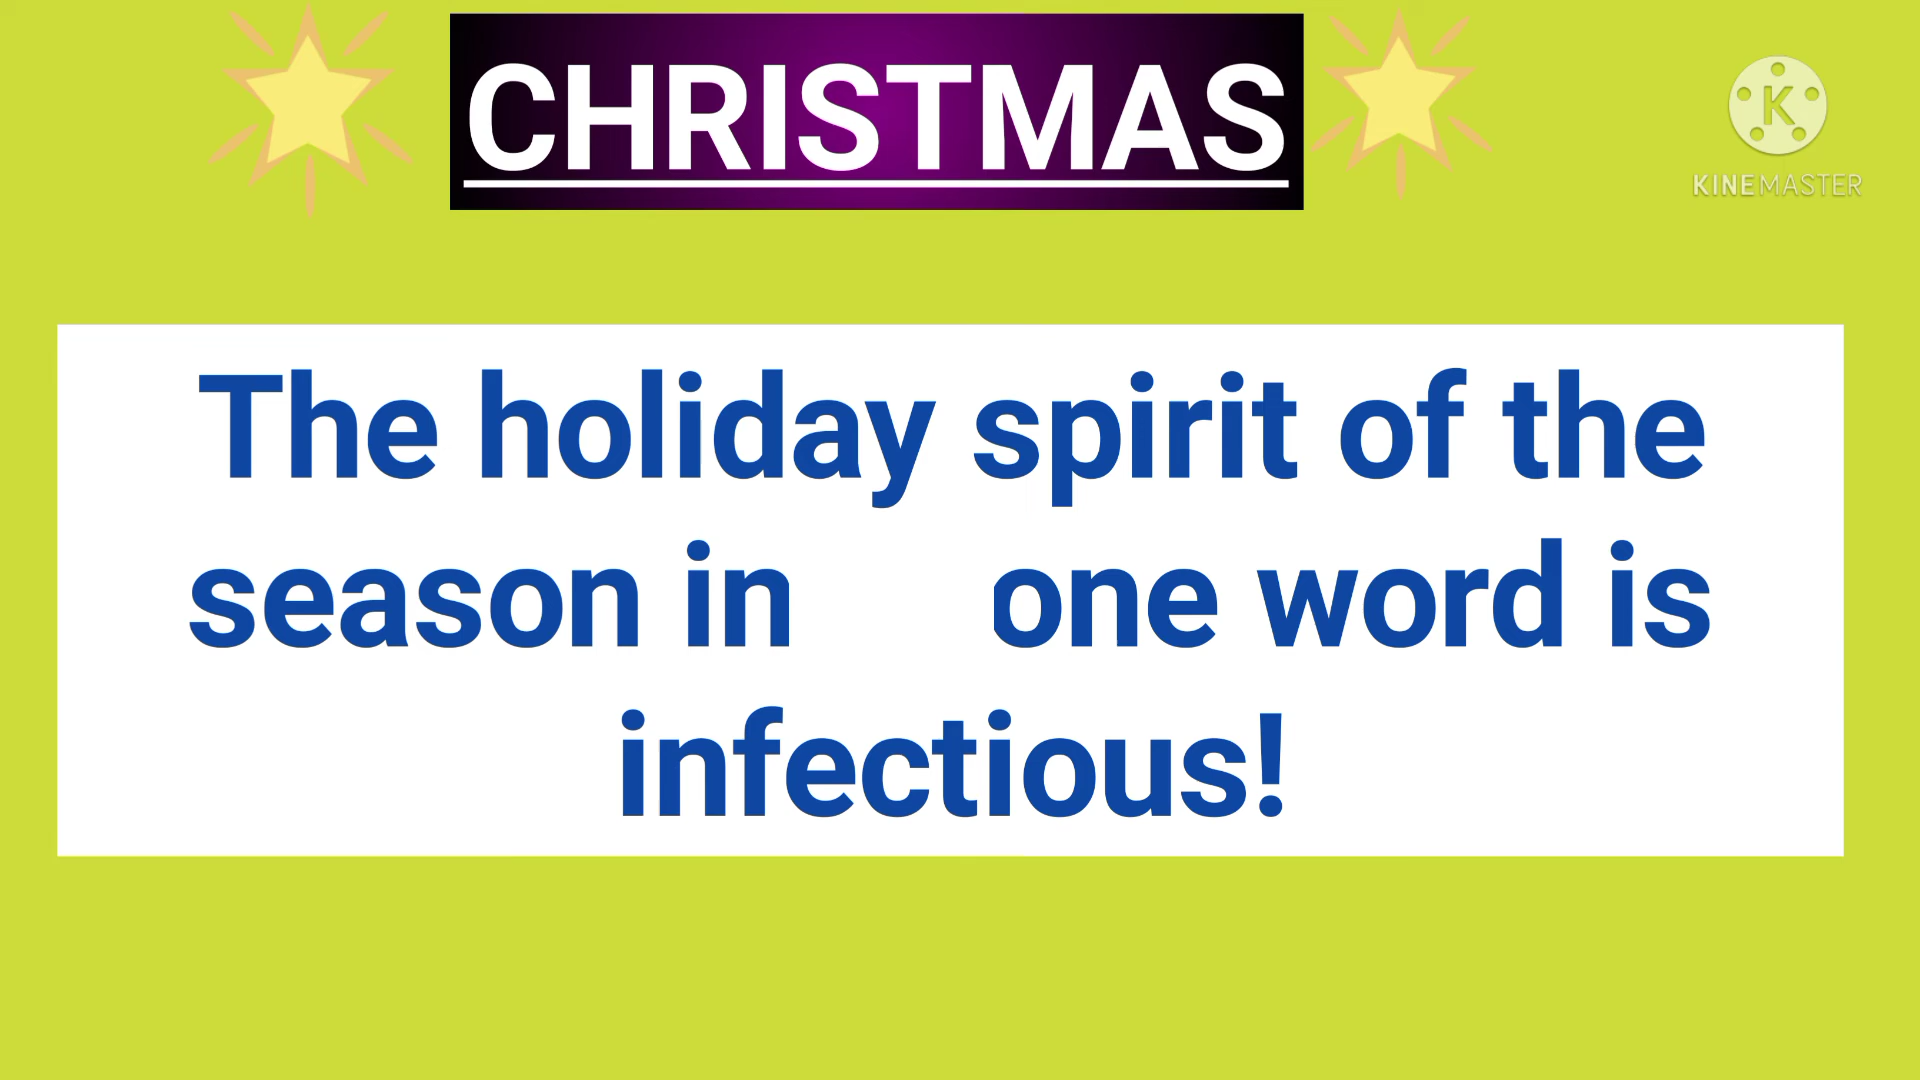 CHRISTMAS
K
KINEMASTER
The holiday spirit of the
season in one word is
infectious!